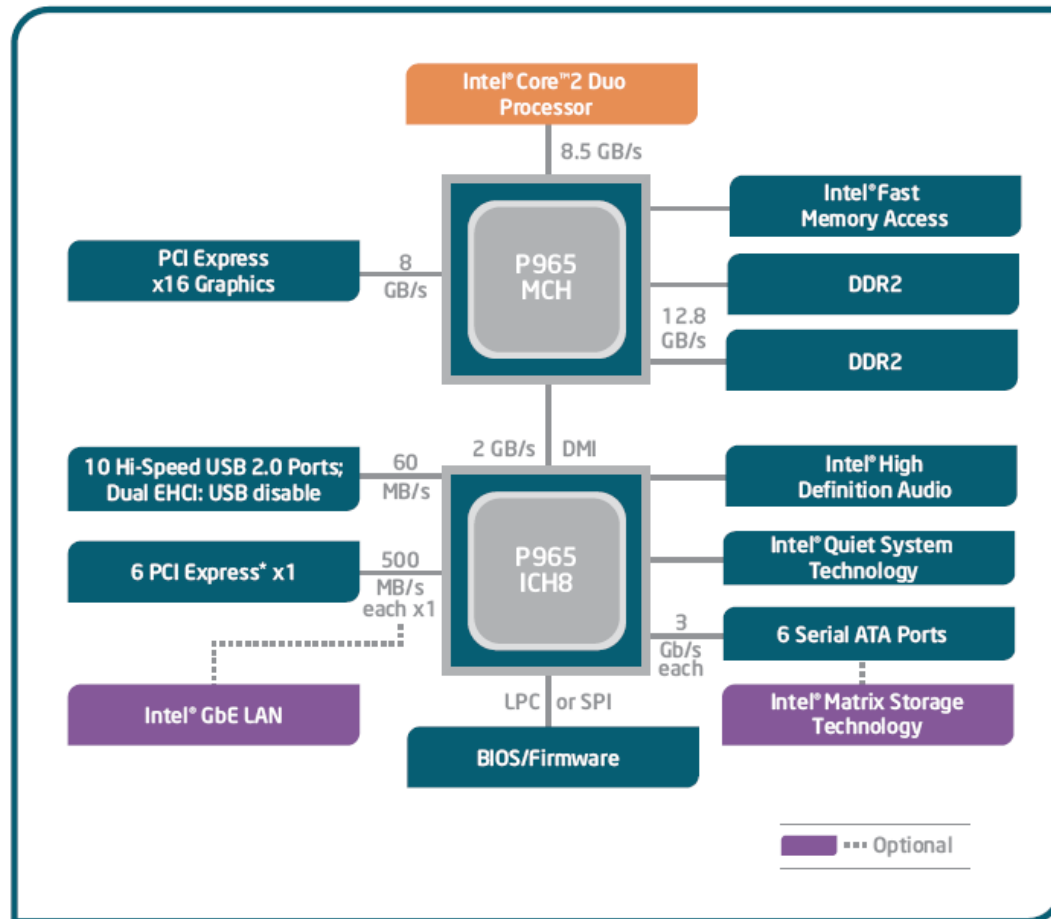 Intel® Core™2 Duo
Processor
8.5 GB/s
Intel® Fast
Memory Access
PCI Express
x16 Graphics
8
GB/s
P965
MCH
DDR2
12.8
GB/s
DDR2
2 GB/s DMI
10 Hi-Speed USB 2.0 Ports;
Dual EHCI: USB disable
60
MB/s
Intel® High
Definition Audio
6 PCI Express* x1
500
MB/s
each x1
P965
ICH8
Intel® Quiet System
Technology
3
Gb/s
each
6 Serial ATA Ports
Intel® GbE LAN
LPC or SPI
Intel® Matrix Storage
Technology
BIOS/Firmware
Optional